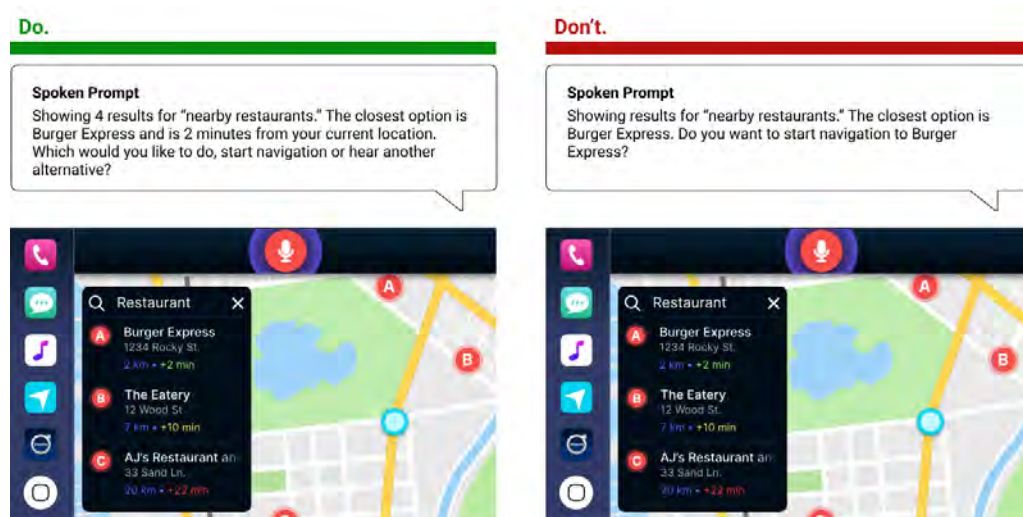 Do.
Spoken Prompt
Showing 4 results for “nearby restaurants.” The closest option is
Burger Express and is 2 minutes from your current location.
Which would you like to do, start navigation or hear another
alternative?
A
Restaurant
A
Burger Express
1234 Rocky St.
2 km • +2 min
B
B
The Eatery
12 Wood St.
7 km • +10 min
C
AJ's Restaurant an
33 Sand Ln.
20 km • +22 min
Don’t.
Spoken Prompt
Showing results for “nearby restaurants.” The closest option is
Burger Express. Do you want to start navigation to Burger
Express?
A
Restaurant
A
Burger Express
1234 Rocky St.
2 km • +2 min
B
B
The Eatery
12 Wood St.
7 km • +10 min
C
AJ's Restaurant an
33 Sand Ln.
20 km • +22 min